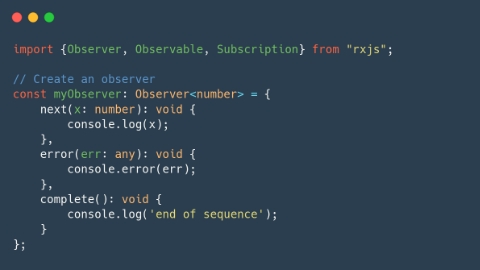 import {Observer, Observable, Subscription} from "rxjs";

// Create an observer
const myObserver: Observer<number> = {
    next(x: number): void {
        console.log(x);
    },
    error(err: any): void {
        console.error(err);
    },
    complete(): void {
        console.log('end of sequence');
    }
};